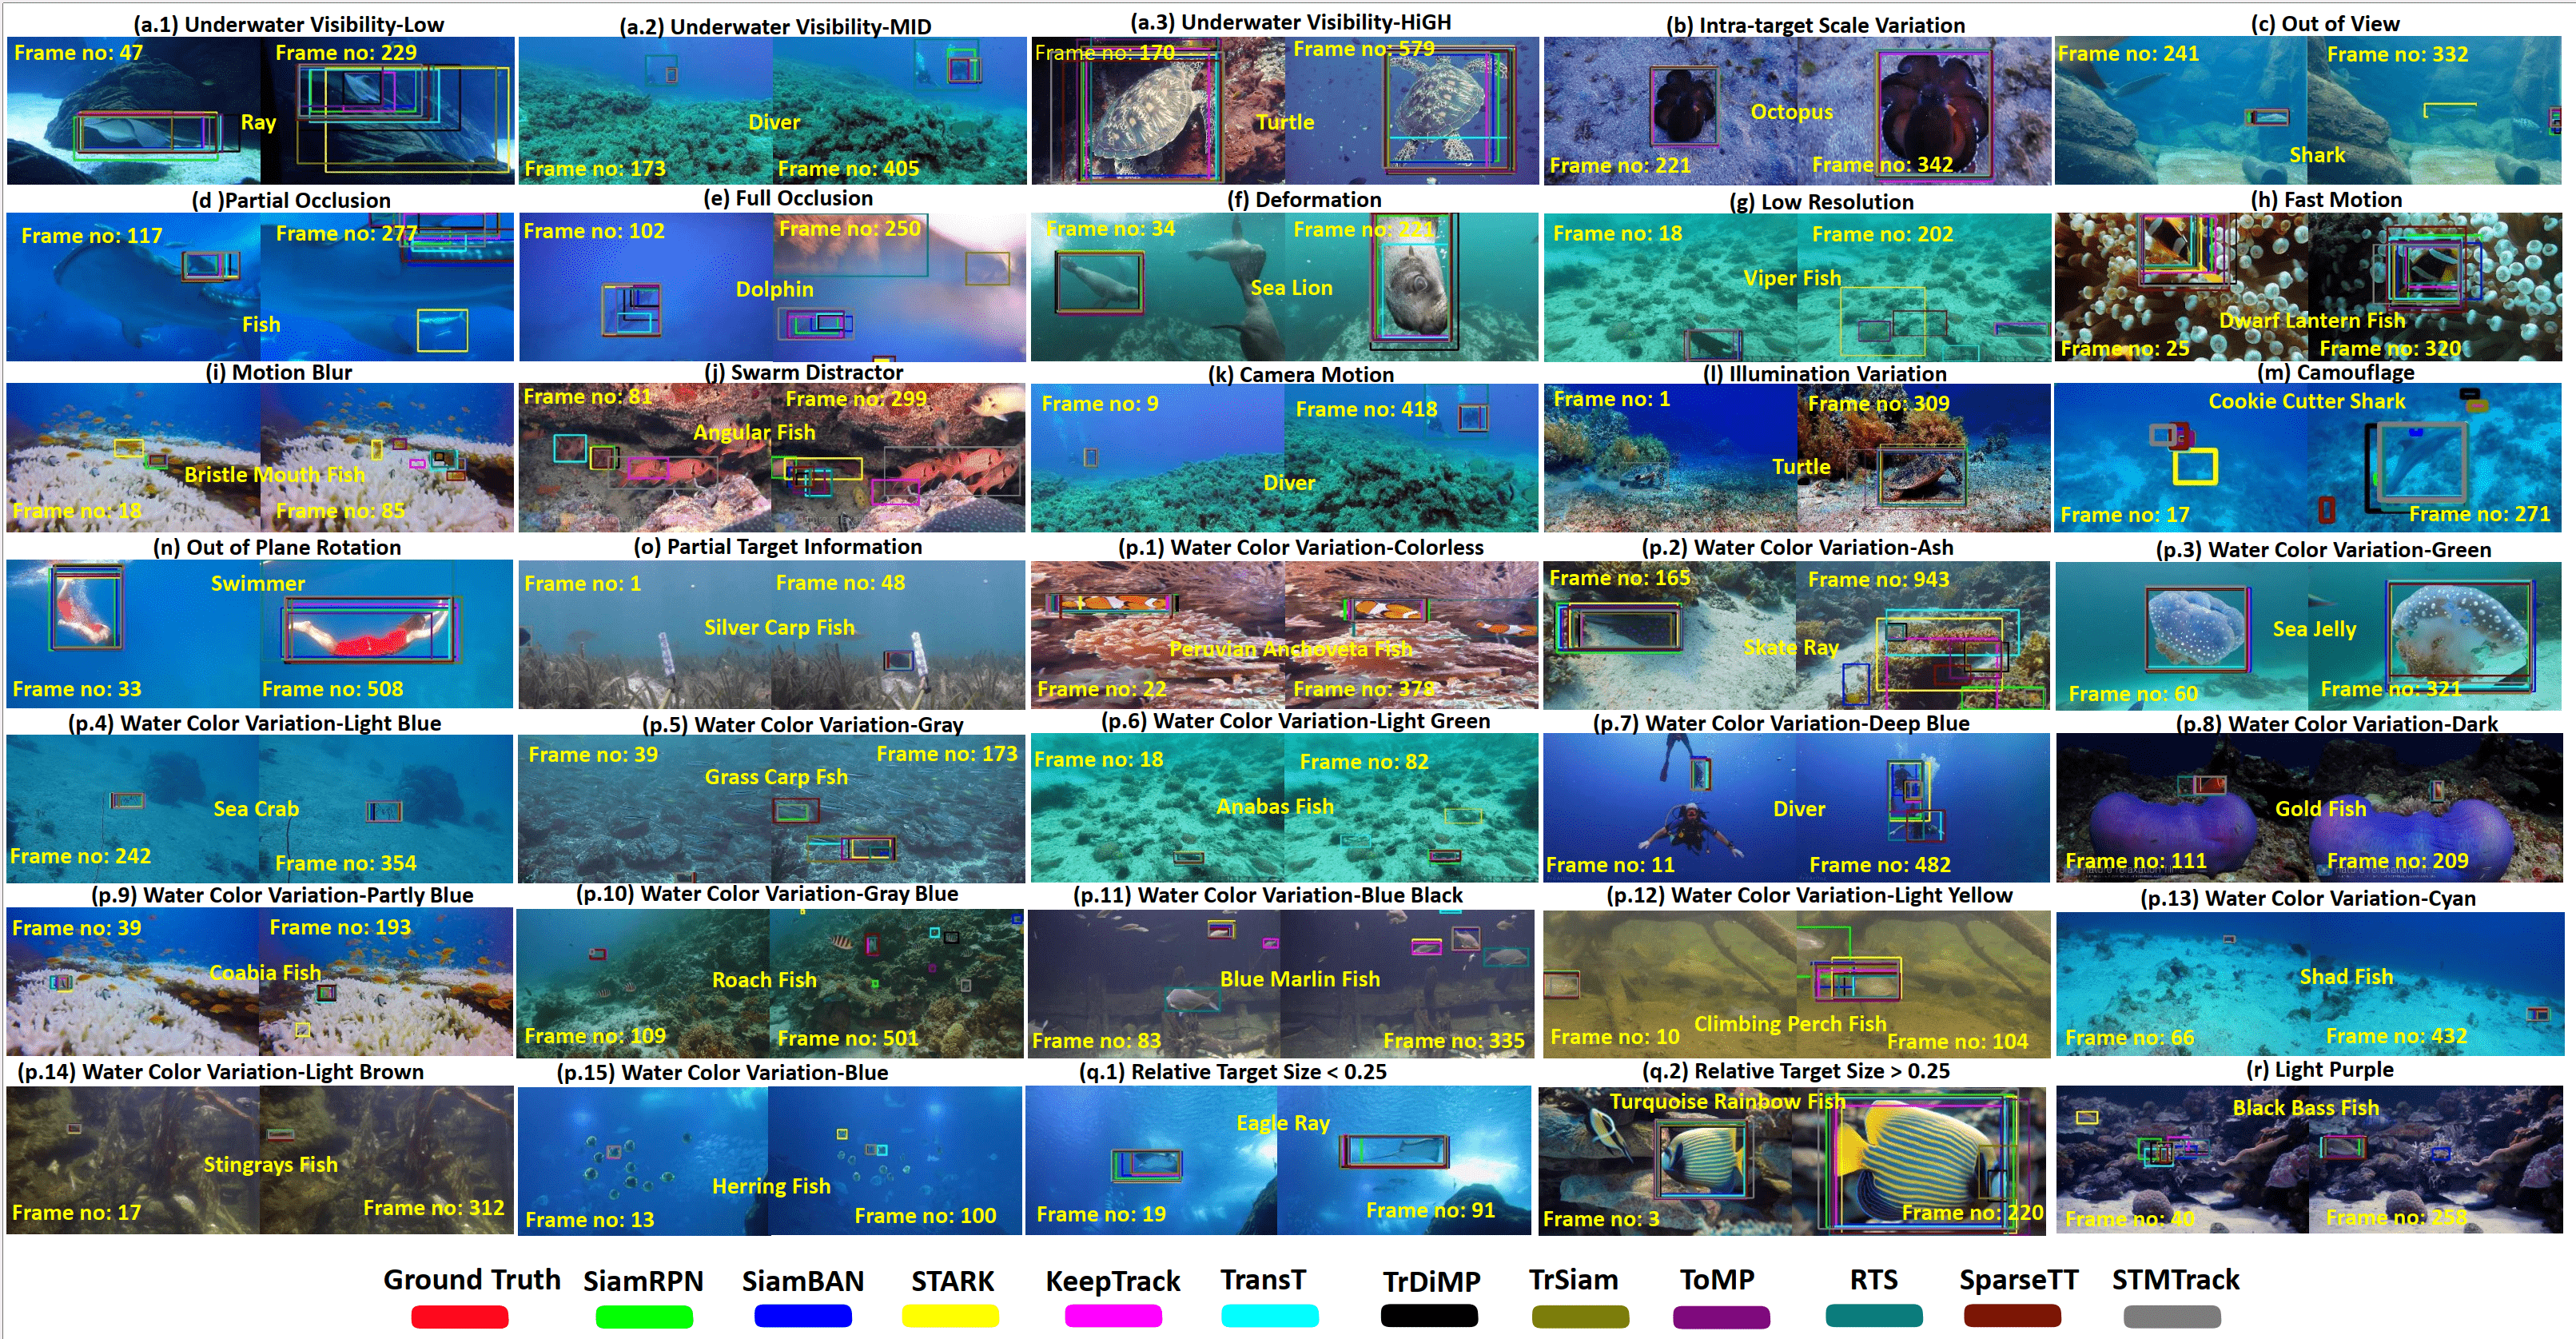 (a.1) Underwater Visibility-Low
Frame no: 47
Frame no: 229
Ray
(a.2) Underwater Visibility-MID
Diver
Frame no: 173
Frame no: 405
(a.3) Underwater Visibility-HiGH
Frame no: 170
Frame no: 579
Turtle
(b) Intra-target Scale Variation
Octopus
Frame no: 221
Frame no: 342
(c) Out of View
Frame no: 241
Frame no: 332
Shark
(d )Partial Occlusion
Frame no: 117
Frame no: 277
Fish
(e) Full Occlusion
Frame no: 102
Frame no: 250
Dolphin
(f) Deformation
Frame no: 34
Frame no: 221
Sea Lion
(g) Low Resolution
Frame no: 18
Frame no: 202
Viper Fish
(h) Fast Motion
Dwarf Lantern Fish
Frame no: 25
Frame no: 320
(i) Motion Blur
Bristle Mouth Fish
Frame no: 18
Frame no: 85
(j) Swarm Distractor
Frame no: 81
Frame no: 299
Angular Fish
(k) Camera Motion
Frame no: 9
Frame no: 418
Diver
(l) Illumination Variation
Frame no: 1
Frame no: 309
Turtle
(m) Camouflage
Cookie Cutter Shark
Frame no: 17
Frame no: 271
(n) Out of Plane Rotation
Swimmer
Frame no: 33
Frame no: 508
(o) Partial Target Information
Frame no: 1
Frame no: 48
Silver Carp Fish
(p.1) Water Color Variation-Colorless
Peruvian Anchoveta Fish
Frame no: 22
Frame no: 378
(p.2) Water Color Variation-Ash
Frame no: 165
Frame no: 943
Skate Ray
(p.3) Water Color Variation-Green
Sea Jelly
Frame no: 60
Frame no: 321
(p.4) Water Color Variation-Light Blue
Sea Crab
Frame no: 242
Frame no: 354
(p.5) Water Color Variation-Gray
Frame no: 39
Frame no: 173
Grass Carp Fsh
(p.6) Water Color Variation-Light Green
Frame no: 18
Frame no: 82
Anabas Fish
(p.7) Water Color Variation-Deep Blue
Diver
Frame no: 11
Frame no: 482
(p.8) Water Color Variation-Dark
Gold Fish
Frame no: 111
Frame no: 209
(p.9) Water Color Variation-Partly Blue
Frame no: 39
Frame no: 193
Coabia Fish
(p.10) Water Color Variation-Gray Blue
Roach Fish
Frame no: 109
Frame no: 501
(p.11) Water Color Variation-Blue Black
Blue Marlin Fish
Frame no: 83
Frame no: 335
(p.12) Water Color Variation-Light Yellow
Climbing Perch Fish
Frame no: 10
Frame no: 104
(p.13) Water Color Variation-Cyan
Shad Fish
Frame no: 66
Frame no: 432
(p.14) Water Color Variation-Light Brown
Stingrays Fish
Frame no: 17
Frame no: 312
(p.15) Water Color Variation-Blue
Herring Fish
Frame no: 13
Frame no: 100
(q.1) Relative Target Size < 0.25
Eagle Ray
Frame no: 19
Frame no: 91
(q.2) Relative Target Size > 0.25
Turquoise Rainbow Fish
Frame no: 3
Frame no: 220
(r) Light Purple
Black Bass Fish
Frame no: 40
Frame no: 258
Ground Truth SiamRPN SiamBAN STARK KeepTrack TransT TrDiMP TrSiam ToMP RTS SparseTT STMTrack